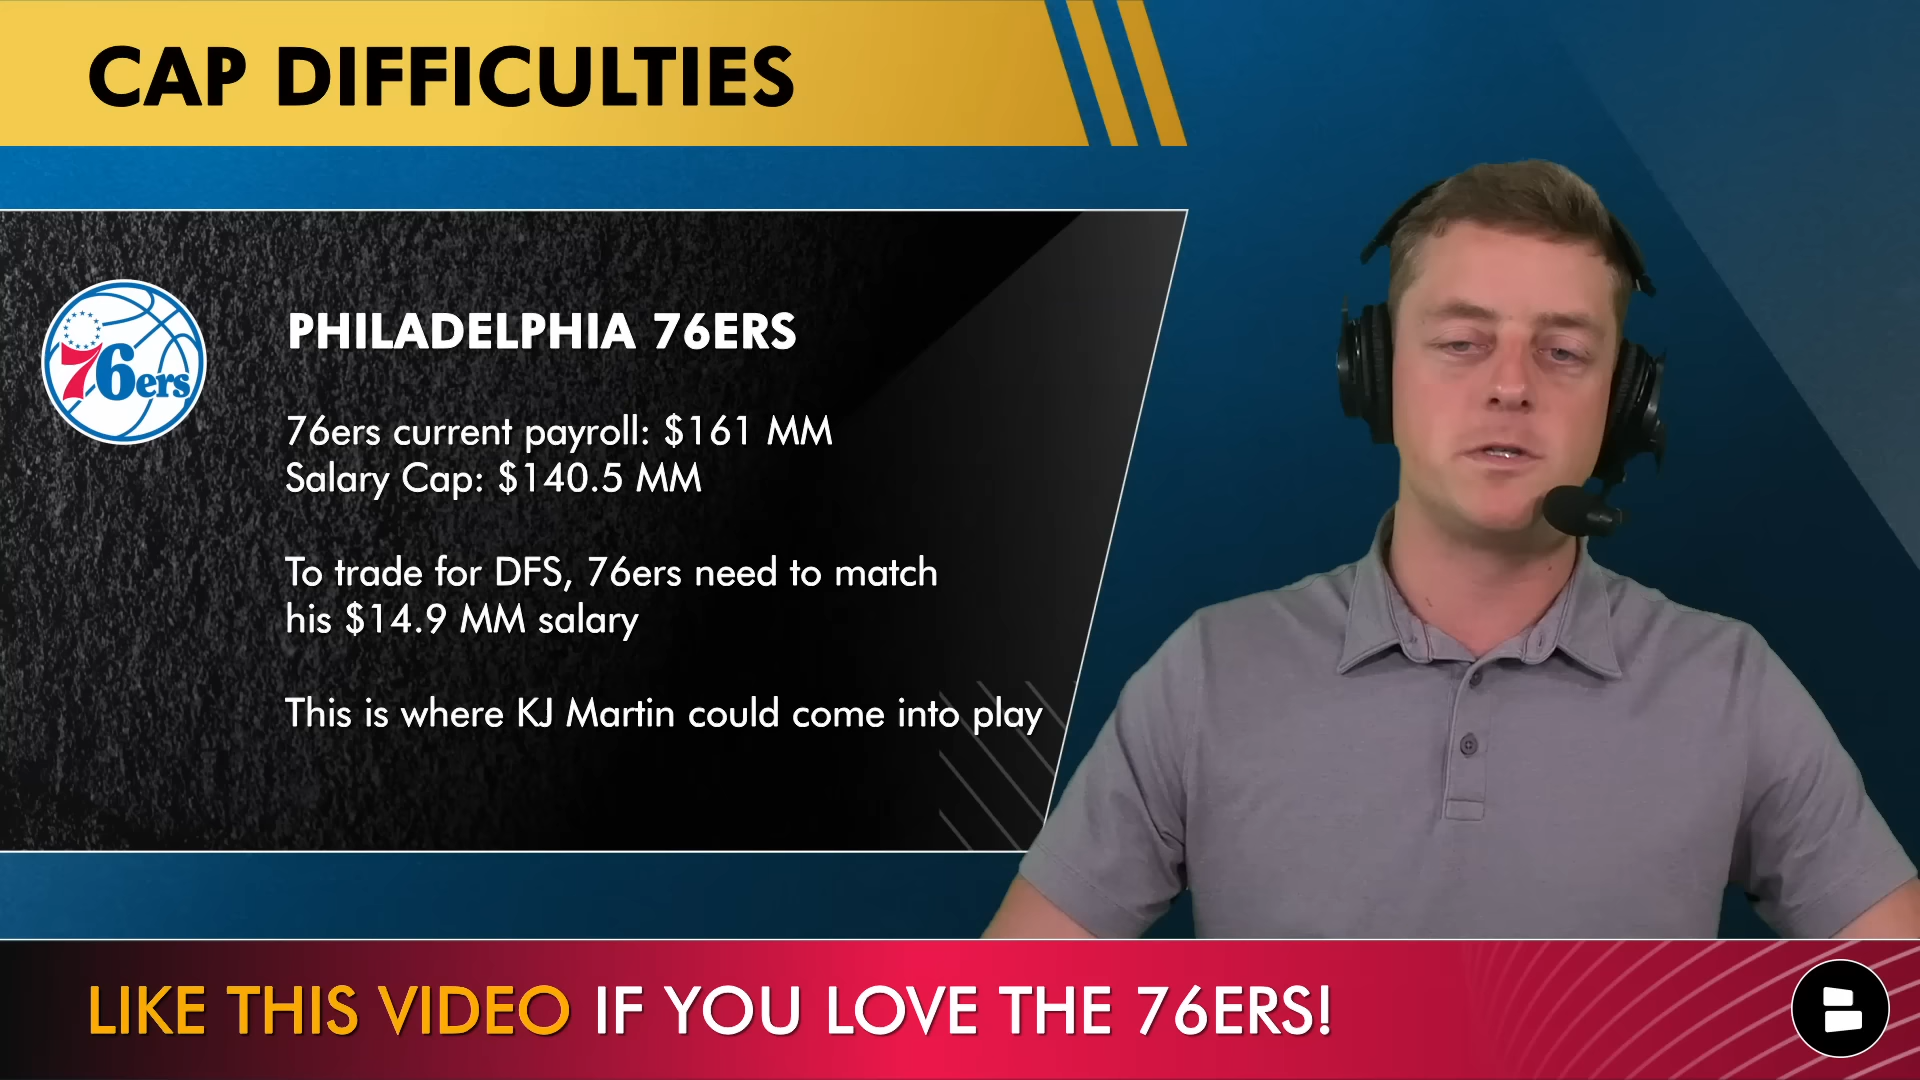 CAP DIFFICULTIES
76ers
PHILADELPHIA 76ERS
76ers current payroll: $161 MM
Salary Cap: $140.5 MM
To trade for DFS, 76ers need to match
his $14.9 MM salary
This is where KJ Martin could come into play
LIKE THIS VIDEO IF YOU LOVE THE 76ERS!